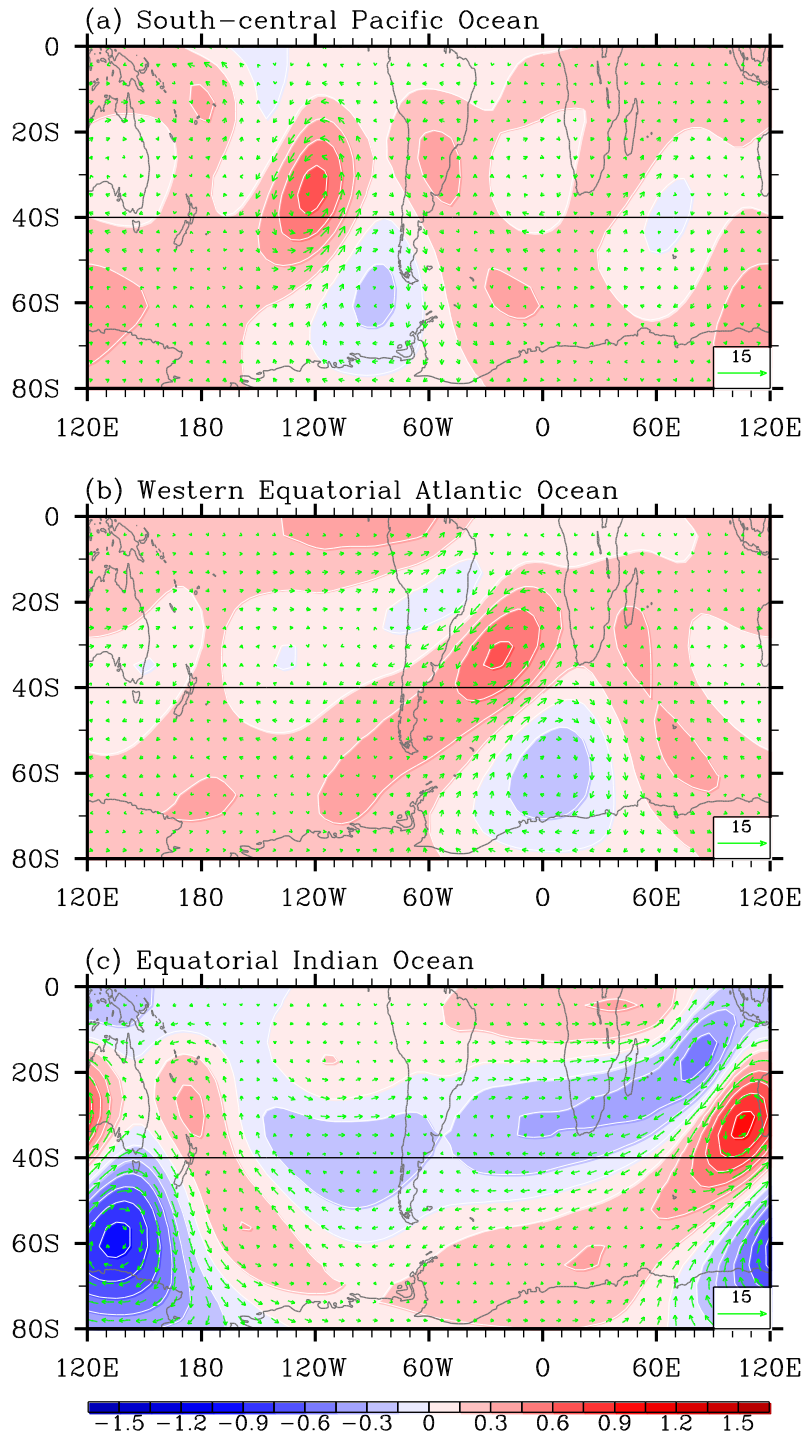 (a) South-central Pacific Ocean
0
20S
40S
60S
80S
15
120E 180 120W 60W 0 60E 120E
(b) Western Equatorial Atlantic Ocean
0
20S
40S
60S
80S
15
120E 180 120W 60W 0 60E 120E
(c) Equatorial Indian Ocean
0
20S
40S
60S
80S
15
120E 180 120W 60W 0 60E 120E
−1.5 −1.2 −0.9 −0.6 −0.3 0 0.3 0.6 0.9 1.2 1.5